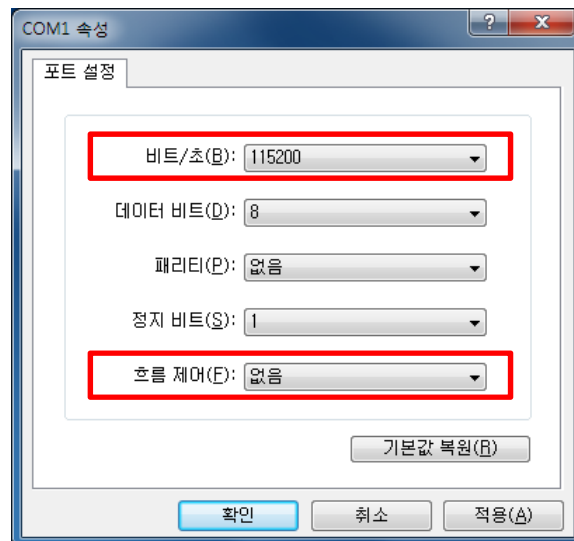 COM1 속성
포트 설정
비트/초(B): 115200
데이터 비트(D): 8
패리티(P): 없음
정지 비트(S): 1
흐름 제어(F): 없음
기본값 복원(R)
확인 취소 적용(A)